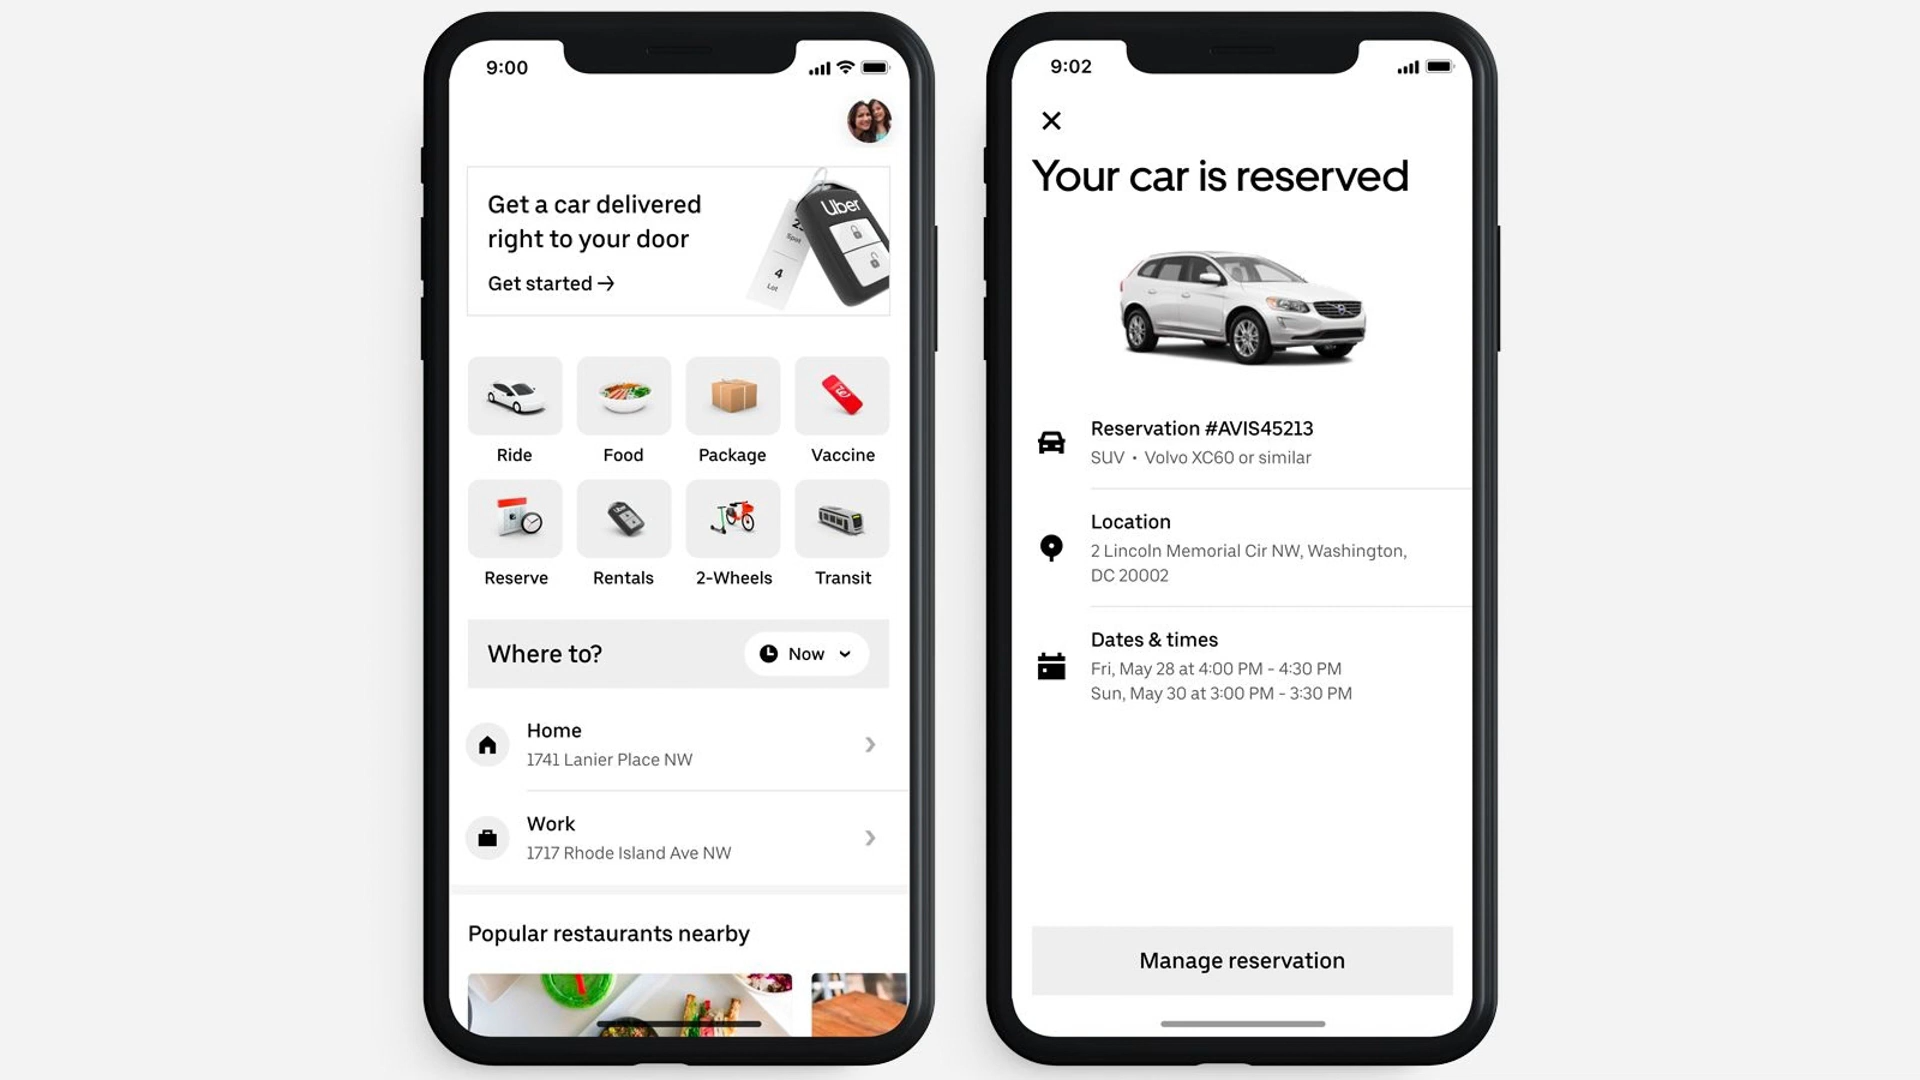 9:00
Get a car delivered
right to your door
Get started →
Uber
Spot
4
Lot
Ride
Food
Package
Vaccine
Reserve
Rentals
2-Wheels
Transit
Where to?
Now
Home
1741 Lanier Place NW
Work
1717 Rhode Island Ave NW
Popular restaurants nearby
9:02
Your car is reserved
Reservation #AVIS45213
SUV • Volvo XC60 or similar
Location
2 Lincoln Memorial Cir NW, Washington,
DC 20002
Dates & times
Fri, May 28 at 4:00 PM - 4:30 PM
Sun, May 30 at 3:00 PM - 3:30 PM
Manage reservation